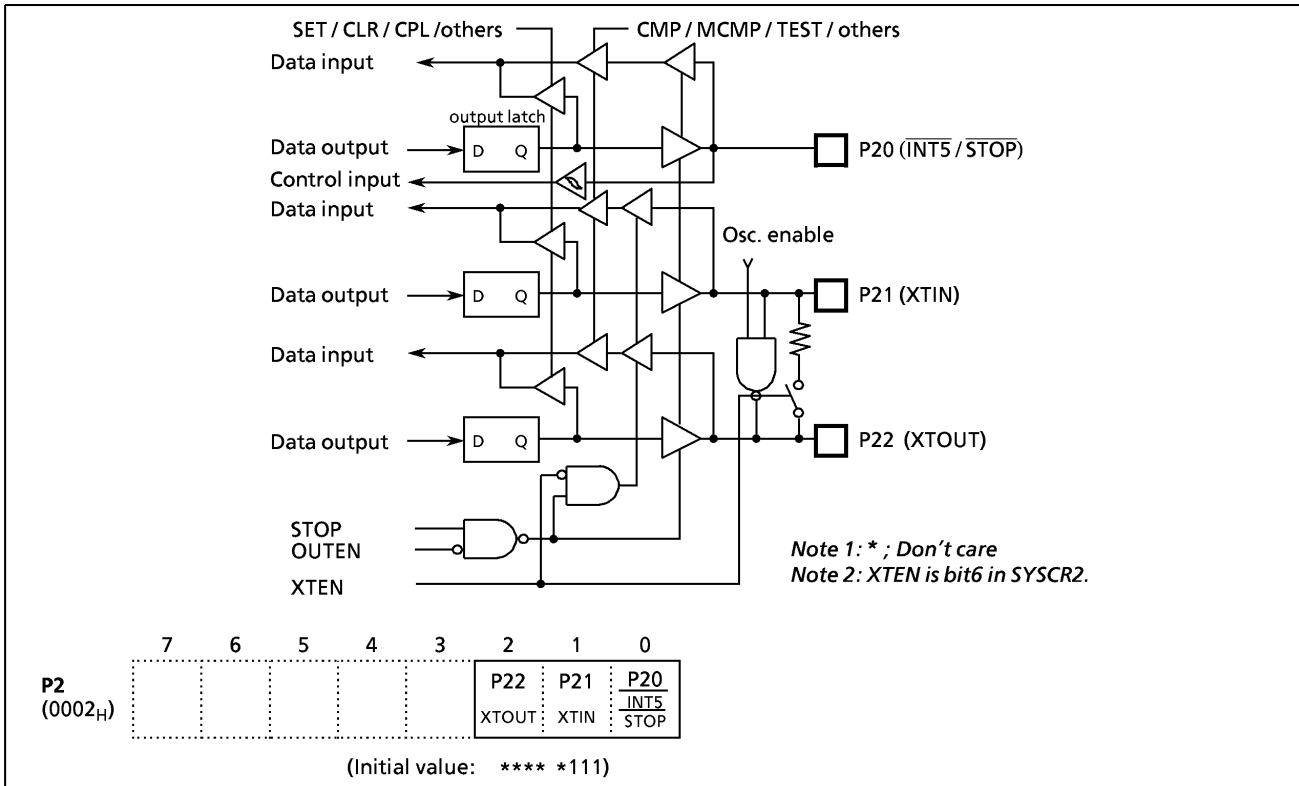 SET / CLR / CPL /others
CMP / MCMP / TEST / others
Data input
output latch
Data output
D Q
P20 (INT5 / STOP)
Control input
Data input
Osc. enable
Data output
D Q
P21 (XTIN)
Data input
Data output
D Q
P22 (XTOUT)
STOP
OUTEN
XTEN
Note 1: * ; Don't care
Note 2: XTEN is bit6 in SYSCR2.
7 6 5 4 3 2 1 0
P2
(0002H)
P22 P21 P20
XTOUT XTIN INT5
STOP
(Initial value: **** *111)